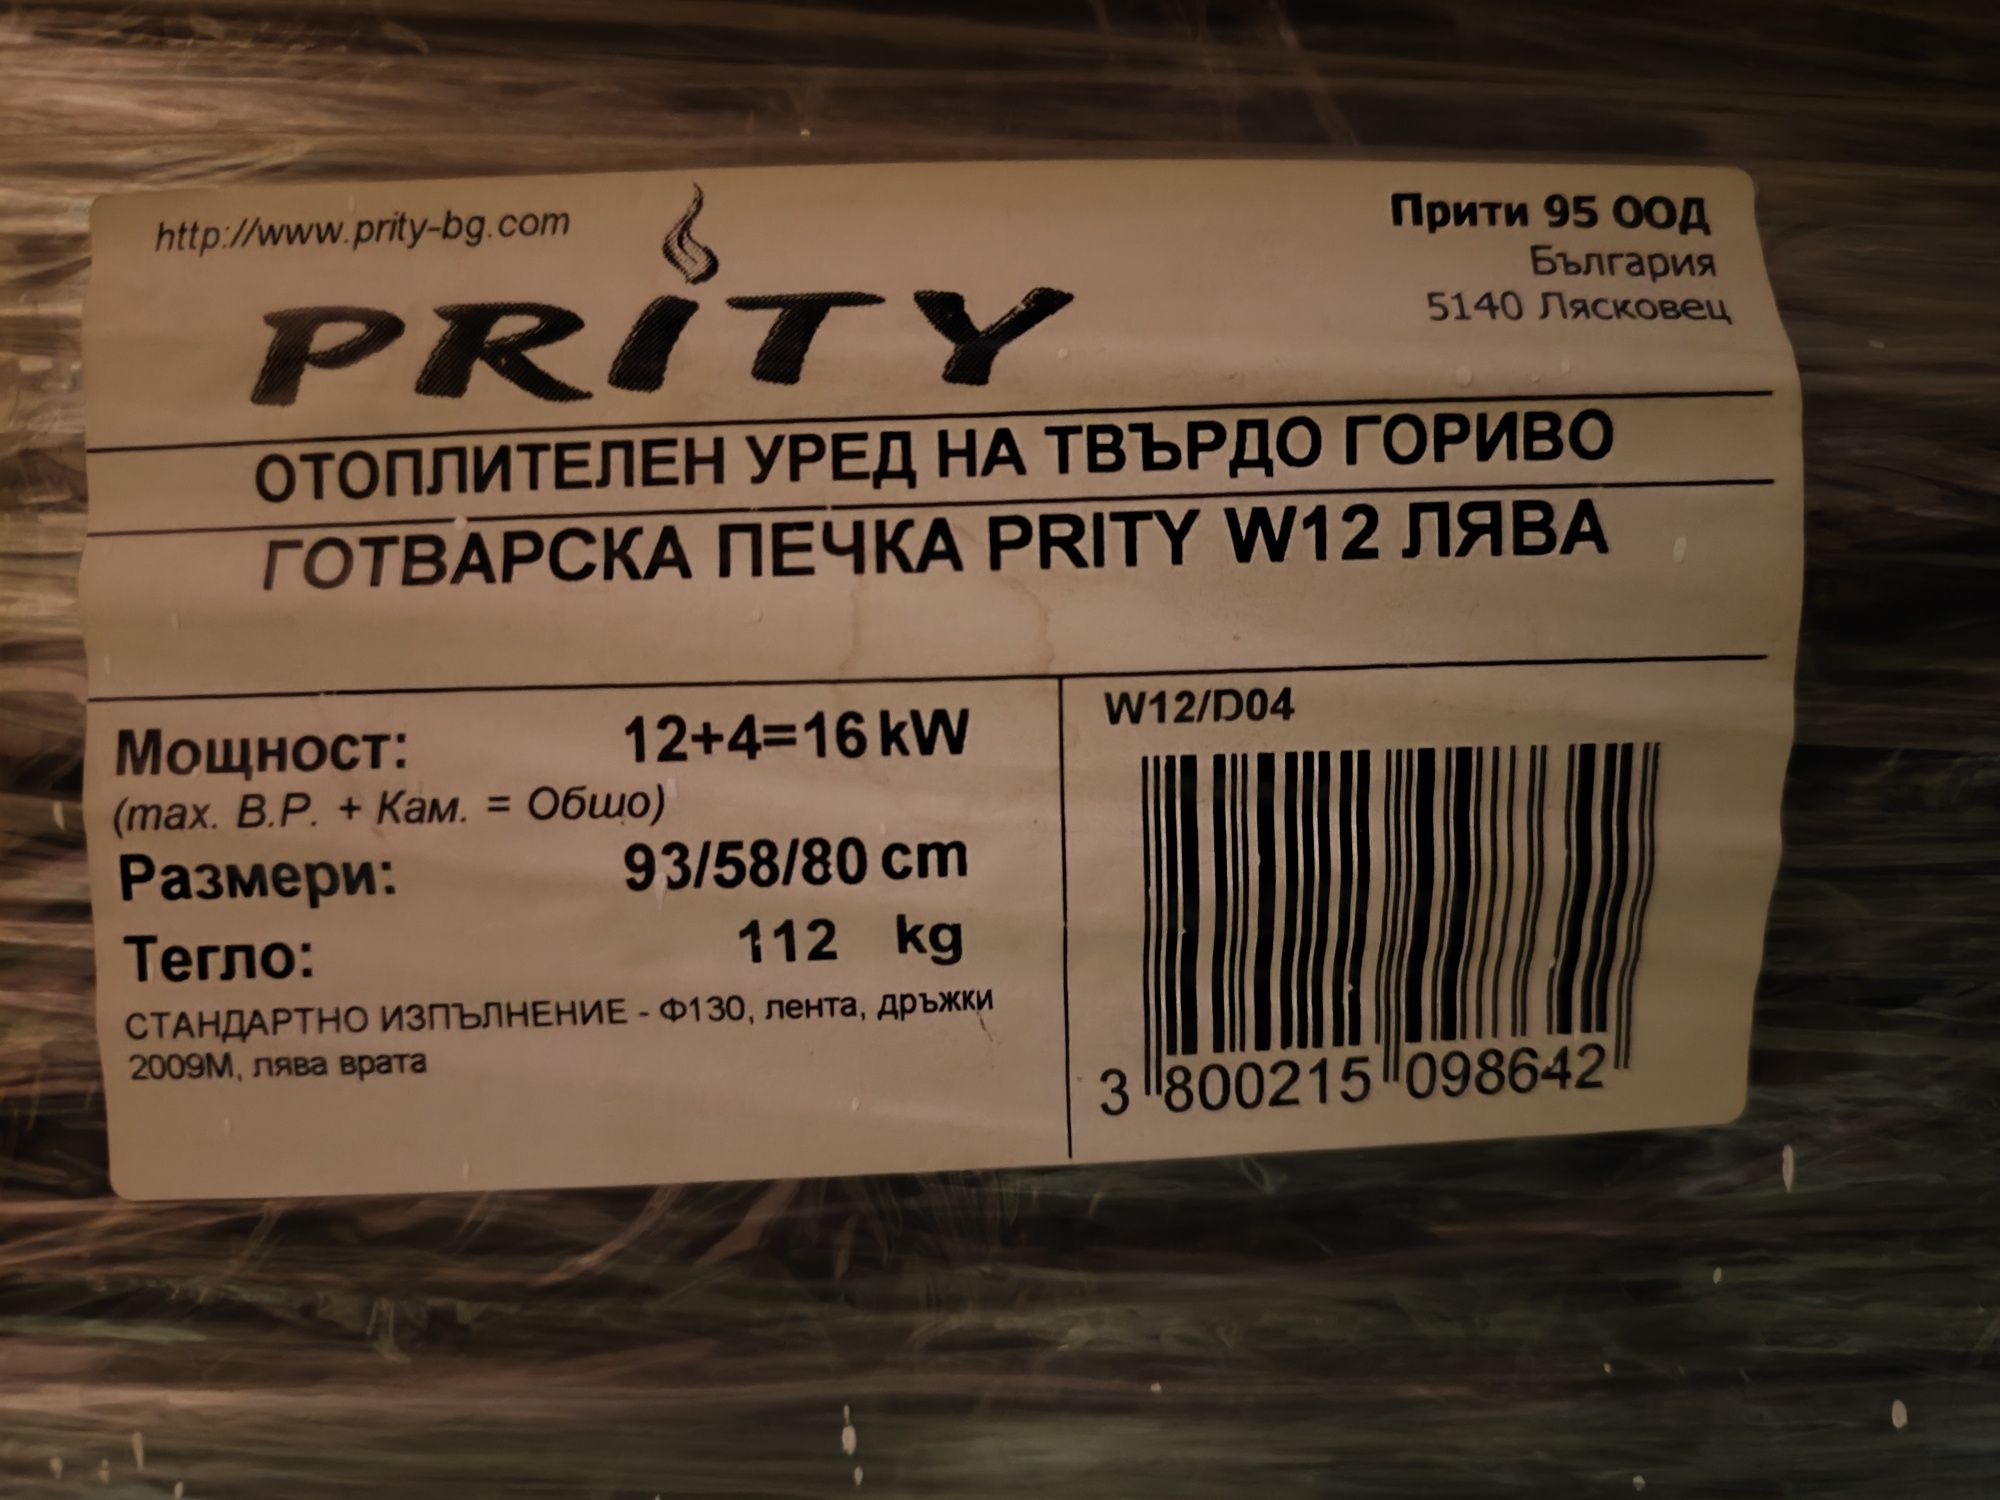 http://www.prity-bg.com
PRITY
Прити 95 ООД
България
5140 Лясковец
ОТОПЛИТЕЛЕН УРЕД НА ТВЪРДО ГОРИВО
ГОТВАРСКА ПЕЧКА PRITY W12 ЛЯВА
Мощност: 12+4=16 kW
(max. В.Р. + Кам. = Обшо)
Размери: 93/58/80 cm
Тегло: 112 kg
СТАНДАРТНО ИЗПЪЛНЕНИЕ - Ф130, лента, дръжки
2009М, лява врата
W12/D04
3 800215 098642